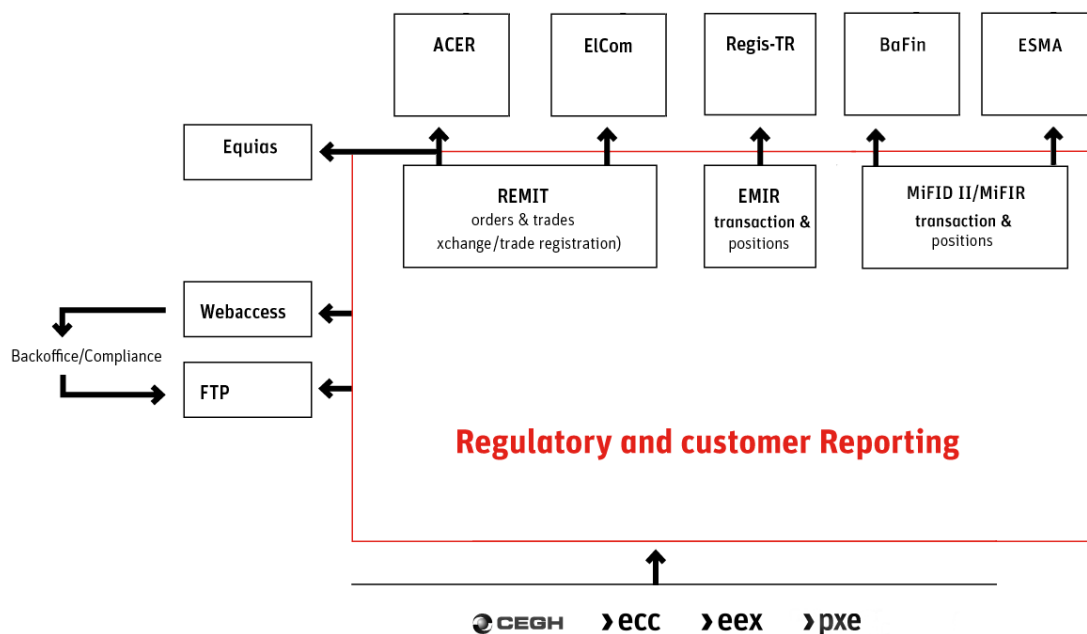 ACER
ElCom
Regis-TR
BaFin
ESMA
Equias
REMIT
orders & trades
xchange/trade registration)
EMIR
transaction &
positions
MiFID II/MiFIR
transaction &
positions
Webaccess
Backoffice/Compliance
FTP
Regulatory and customer Reporting
CEGH
ecc
eex
pxe